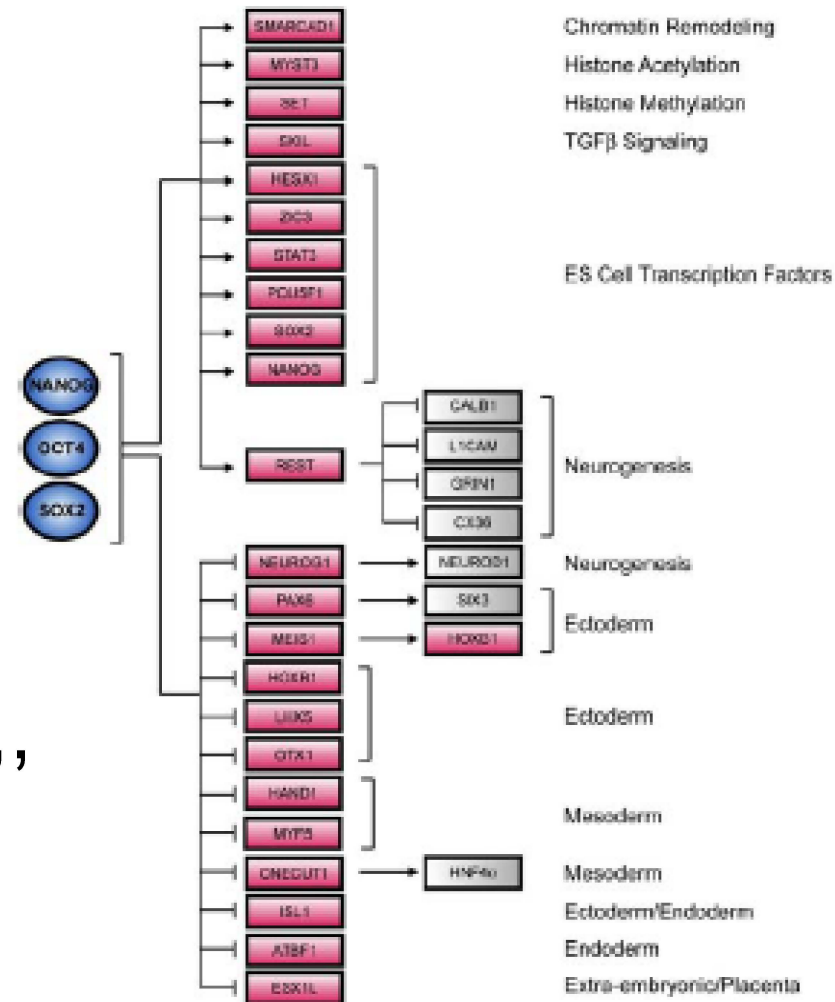 SMARCAD1 Chromatin Remodeling
MYST3 Histone Acetylation
SET Histone Methylation
SKIL TGFβ Signaling
HESX1
ZIC3
STAT3 ES Cell Transcription Factors
POU5F1
SOX2
NANOG
NANOG
OCT4
SOX2
CALB1
L1CAM
REST Neurogenesis
GRIN1
CX36
NEUROG1 NEUROD1 Neurogenesis
PAX6 SIX3
Ectoderm
MEIS1 HOXB1
HOXB1
LHX5 Ectoderm
OTX1
,,
HAND1
Mesoderm
MYF5
ONECUT1 HNF4α Mesoderm
ISL1 Ectoderm/Endoderm
ATBF1 Endoderm
ESX1L Extra-embryonic/Placenta